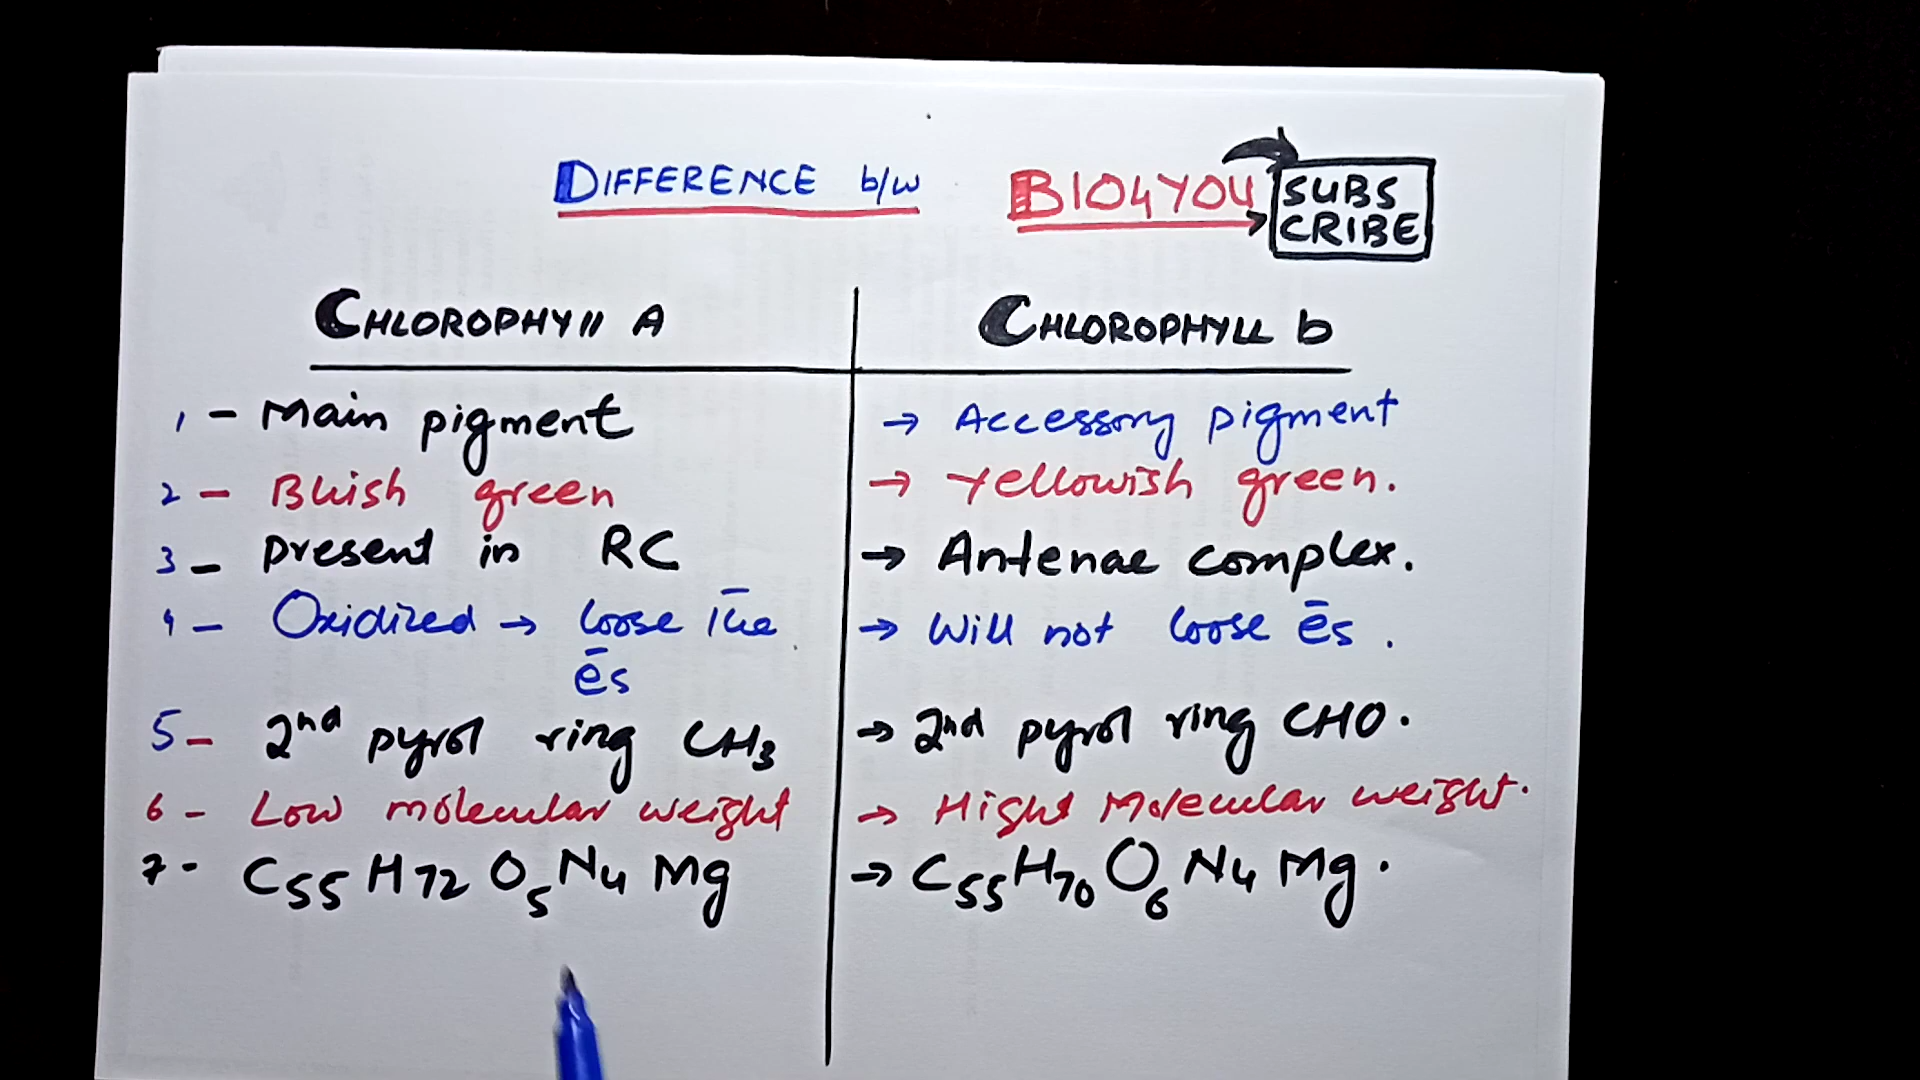 DIFFERENCE b/w
BIO4YOU SUBS
CRIBE
CHLOROPHYll A
CHLOROPHYLL b
1 - Main pigment
→ Accessory pigment
2 - Bluish green
→ Yellowish green.
3 - Present in RC
→ Antenae complex.
4 - Oxidized → loose the
ēs
→ Will not loose ēs.
5 - 2nd pyrol ring CH3
→ 2nd pyrol ring CHO.
6 - Low molecular weight
→ Hight Molecular weight.
7 - C55 H72 O5 N4 Mg
→ C55 H70 O6 N4 Mg.